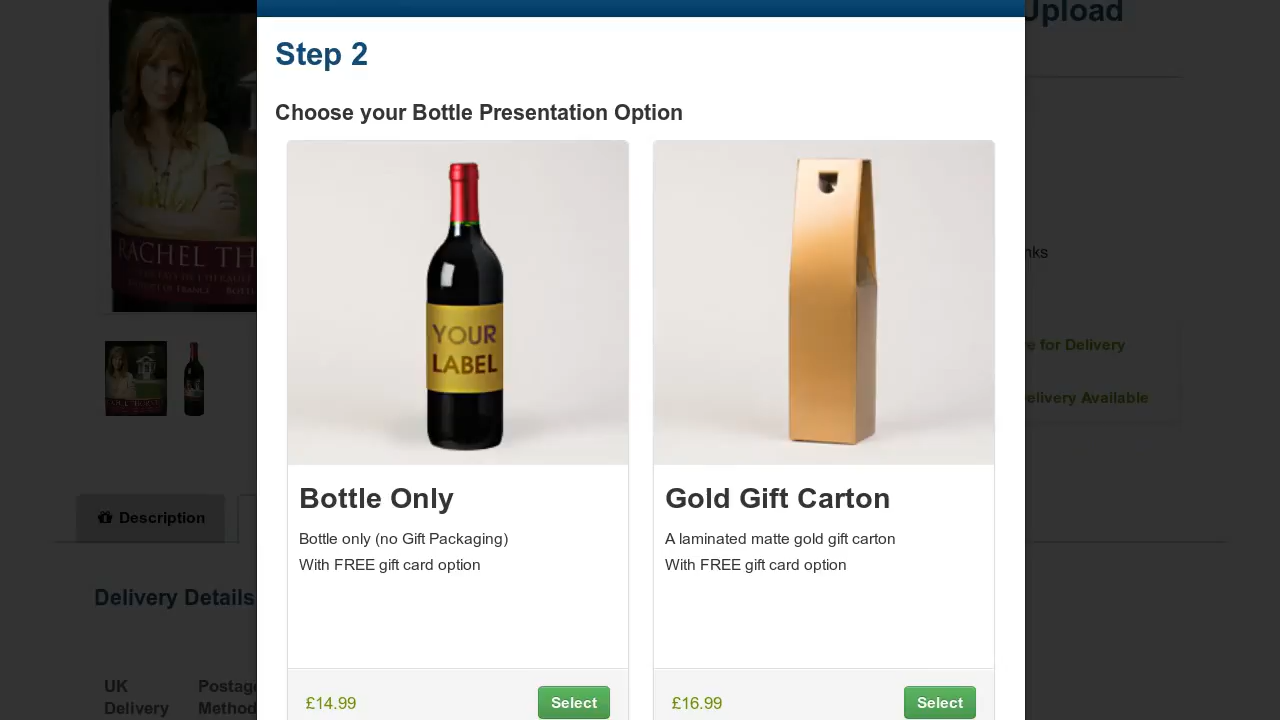 Upload
Step 2
Choose your Bottle Presentation Option
RACHEL TH
YOUR
LABEL
nks
e for Delivery
elivery Available
Bottle Only
Gold Gift Carton
Bottle only (no Gift Packaging)
With FREE gift card option
A laminated matte gold gift carton
With FREE gift card option
Description
Delivery Details
UK
Delivery
Postage
Method
£14.99
Select
£16.99
Select